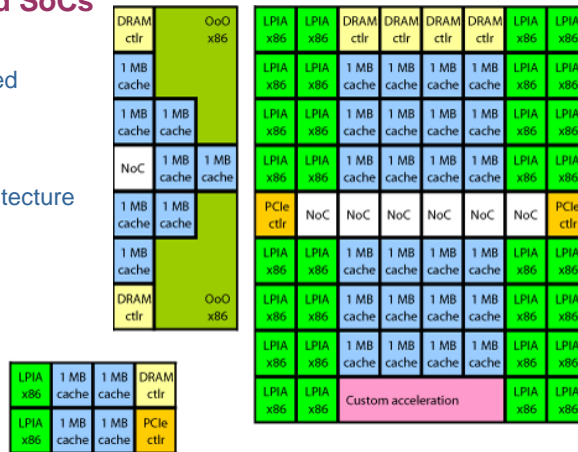 d SoCs
ed
tecture
DRAM OoO
ctlr x86
1 MB
cache
1 MB 1 MB
cache cache
NoC 1 MB 1 MB
cache cache
1 MB 1 MB
cache cache
1 MB
cache
DRAM OoO
ctlr x86
LPIA LPIA DRAM DRAM DRAM DRAM LPIA LPIA
x86 x86 ctlr ctlr ctlr ctlr x86 x86
LPIA LPIA 1 MB 1 MB 1 MB 1 MB LPIA LPIA
x86 x86 cache cache cache cache x86 x86
LPIA LPIA 1 MB 1 MB 1 MB 1 MB LPIA LPIA
x86 x86 cache cache cache cache x86 x86
LPIA LPIA 1 MB 1 MB 1 MB 1 MB LPIA LPIA
x86 x86 cache cache cache cache x86 x86
PCIe NoC NoC NoC NoC NoC NoC PCIe
ctlr ctlr
LPIA LPIA 1 MB 1 MB 1 MB 1 MB LPIA LPIA
x86 x86 cache cache cache cache x86 x86
LPIA LPIA 1 MB 1 MB 1 MB 1 MB LPIA LPIA
x86 x86 cache cache cache cache x86 x86
LPIA LPIA 1 MB 1 MB 1 MB 1 MB LPIA LPIA
x86 x86 cache cache cache cache x86 x86
LPIA LPIA Custom acceleration LPIA LPIA
x86 x86 x86 x86
LPIA 1 MB 1 MB DRAM
x86 cache cache ctlr
LPIA 1 MB 1 MB PCIe
x86 cache cache ctlr